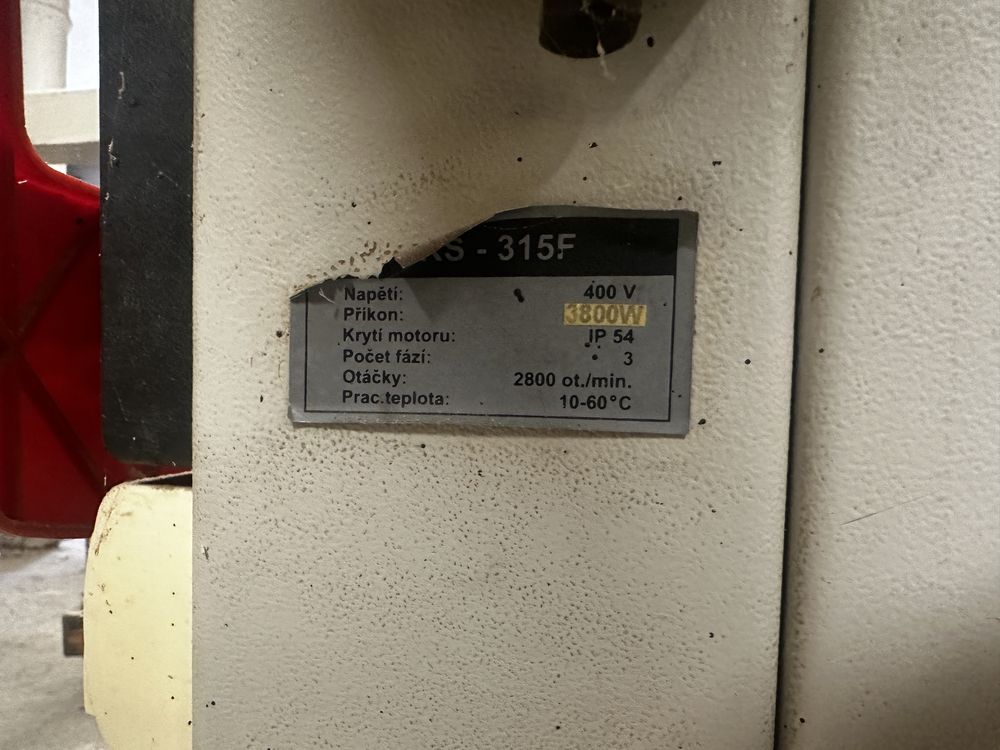 KS - 315F
Napětí: 400 V
Příkon: 3800W
Krytí motoru: IP 54
Počet fází: 3
Otáčky: 2800 ot./min.
Prac.teplota: 10-60°C